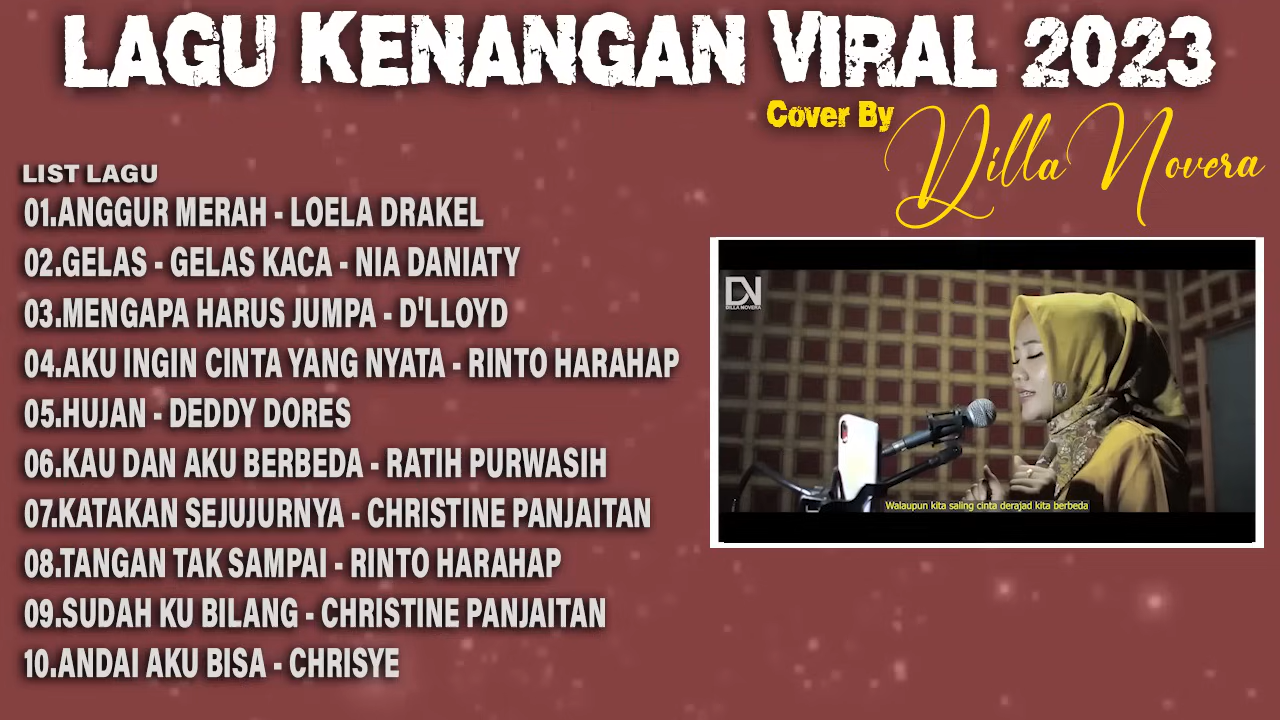 LAGU KENANGAN VIRAL 2023
Cover By Dilla Novera
LIST LAGU
01.ANGGUR MERAH - LOELA DRAKEL
02.GELAS - GELAS KACA - NIA DANIATY
03.MENGAPA HARUS JUMPA - D'LLOYD
04.AKU INGIN CINTA YANG NYATA - RINTO HARAHAP
05.HUJAN - DEDDY DORES
06.KAU DAN AKU BERBEDA - RATIH PURWASIH
07.KATAKAN SEJUJURNYA - CHRISTINE PANJAITAN
08.TANGAN TAK SAMPAI - RINTO HARAHAP
09.SUDAH KU BILANG - CHRISTINE PANJAITAN
10.ANDAI AKU BISA - CHRISYE
DN
DILLA NOVERA
Walaupun kita saling cinta derajad kita berbeda